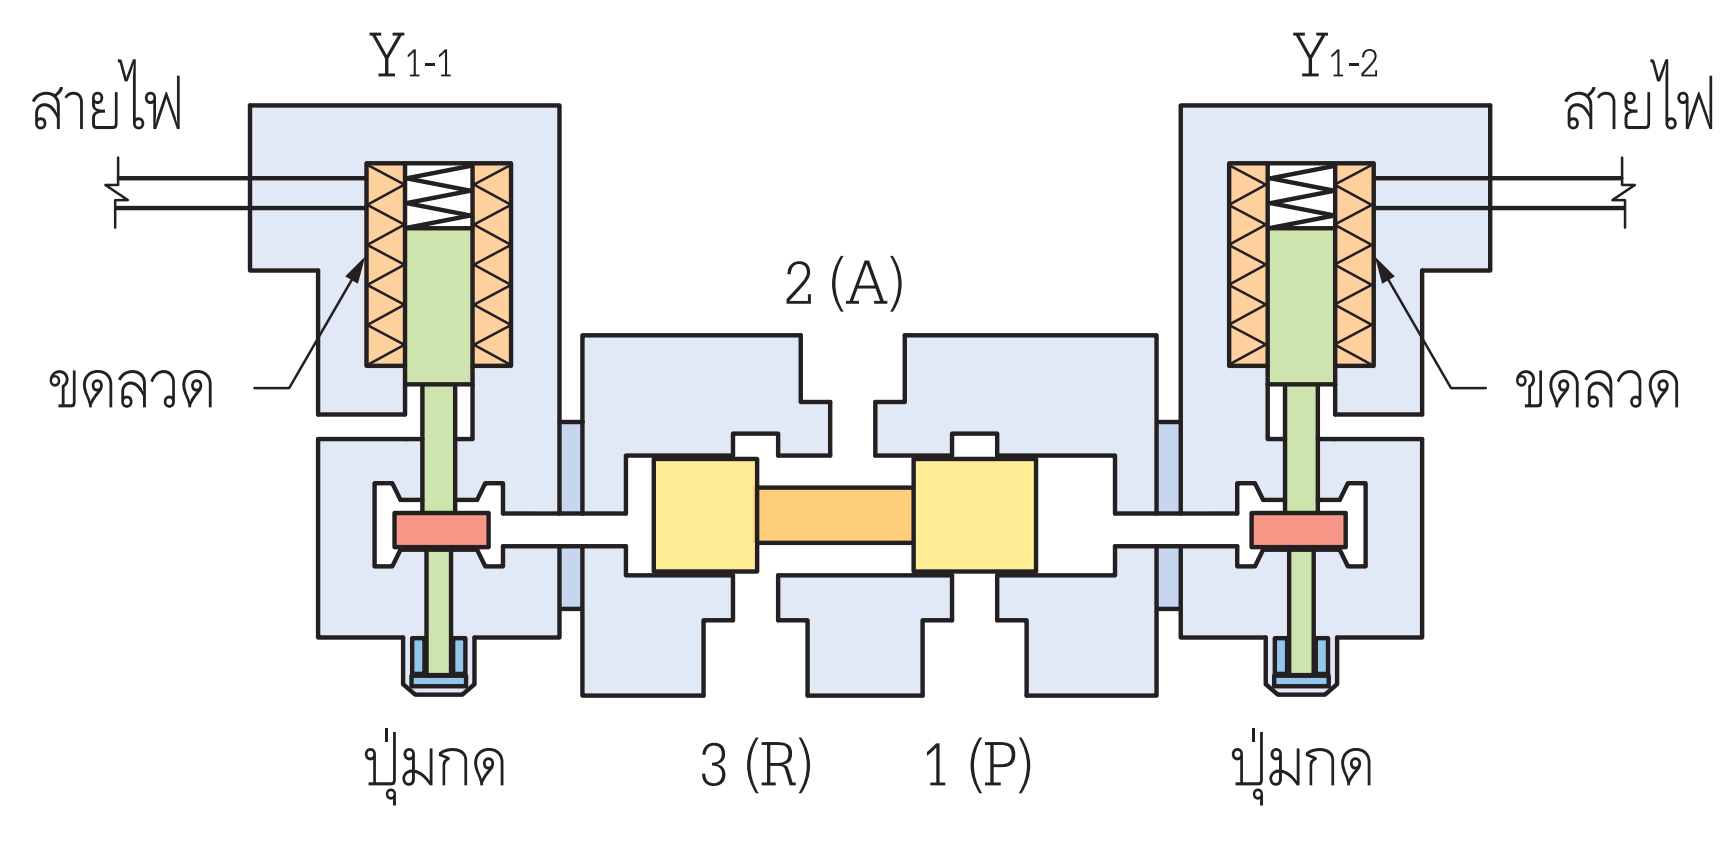 Y1-1
Y1-2
สายไฟ
สายไฟ
2 (A)
ขดลวด
ขดลวด
ปุ่มกด
3 (R)
1 (P)
ปุ่มกด